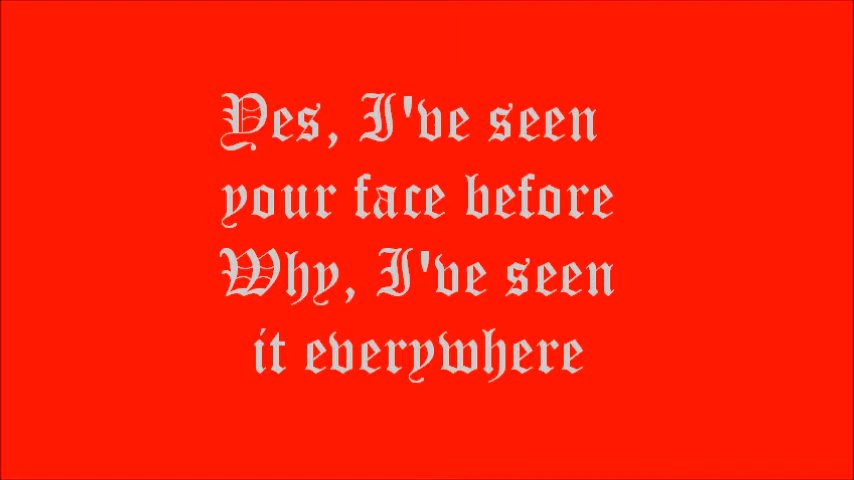 Yes, I've seen
your face before
Why, I've seen
it everywhere